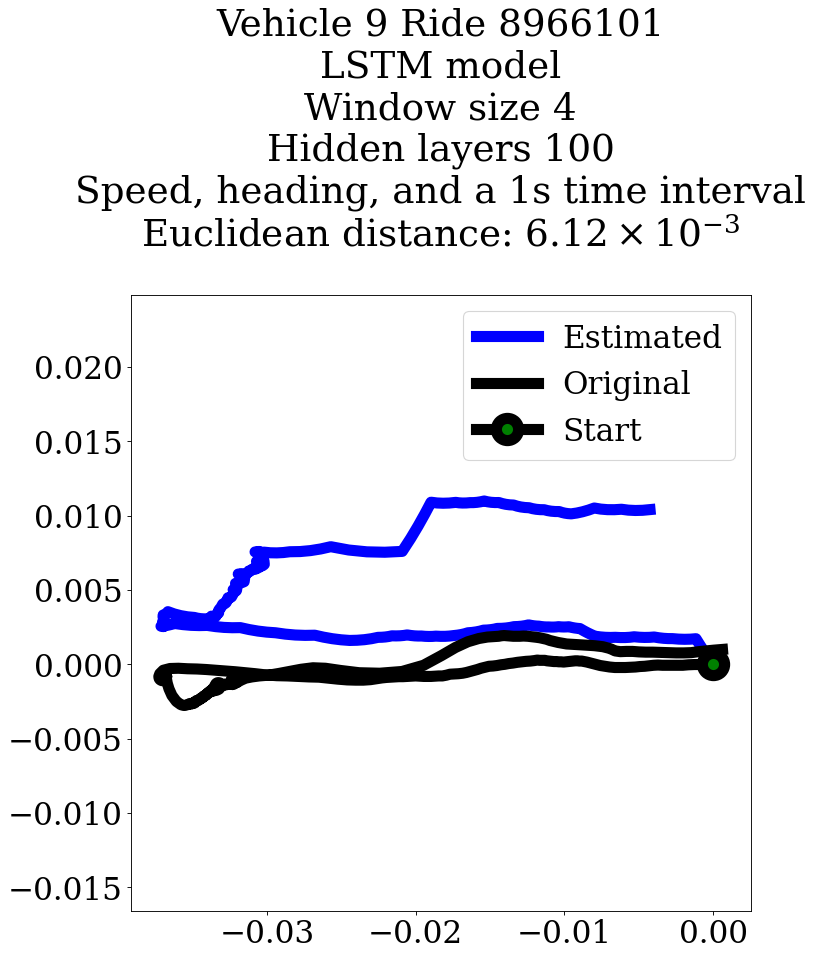 Vehicle 9 Ride 8966101
LSTM model
Window size 4
Hidden layers 100
Speed, heading, and a 1s time interval
Euclidean distance: 6.12 × 10⁻³
Estimated
Original
Start
0.020
0.015
0.010
0.005
0.000
−0.005
−0.010
−0.015
−0.03 −0.02 −0.01 0.00